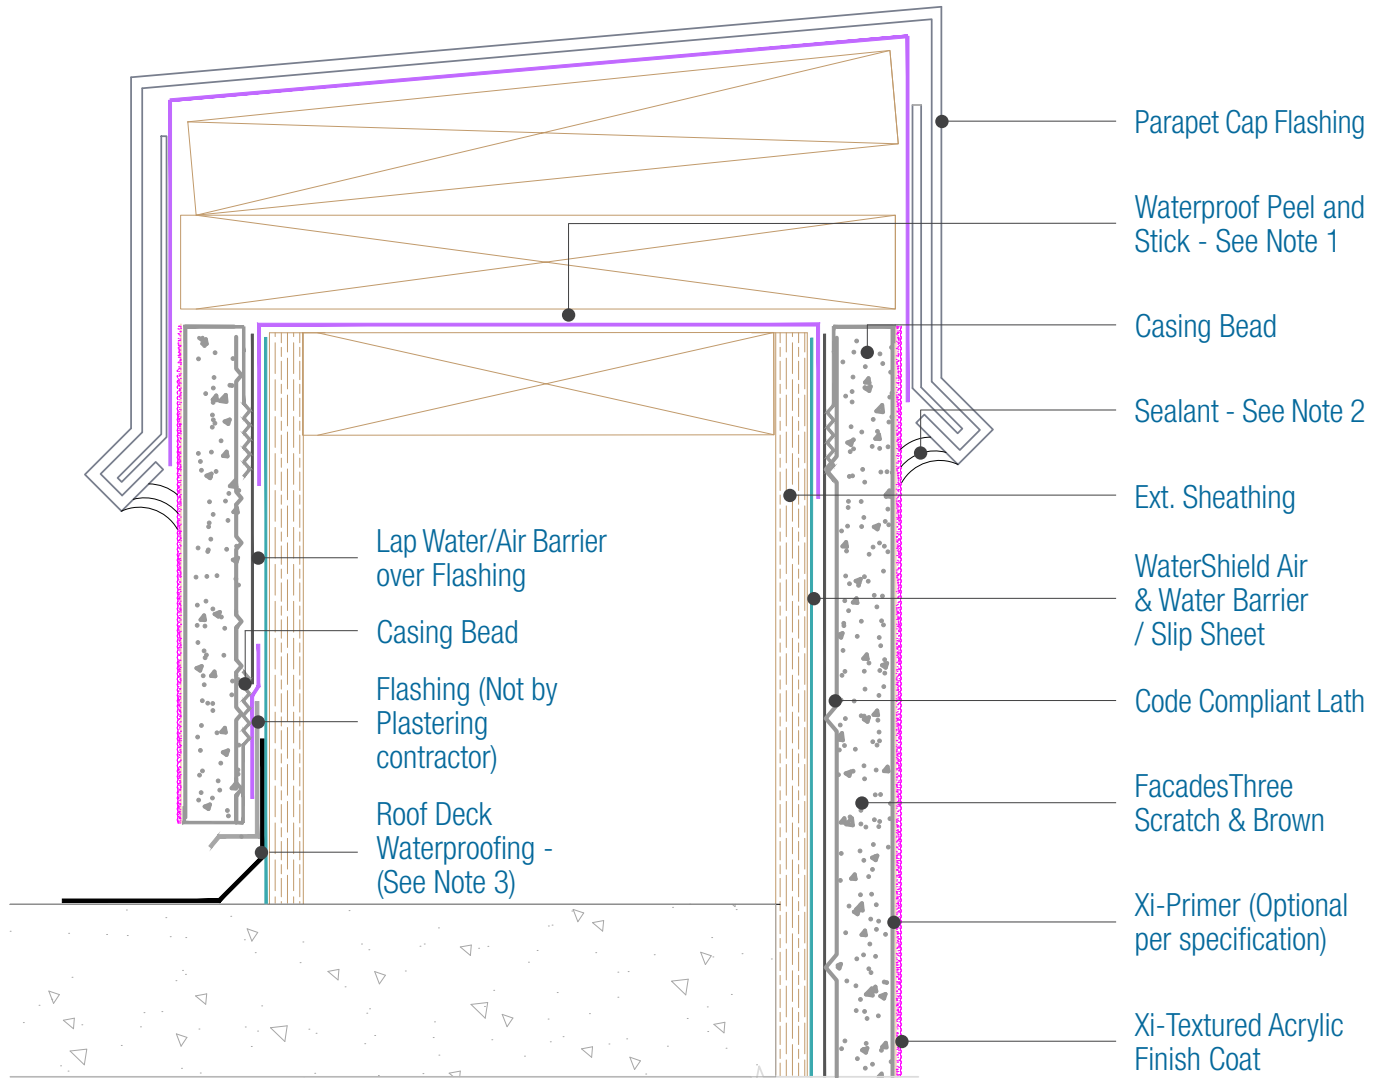 Parapet Cap Flashing
Waterproof Peel and
Stick - See Note 1
Casing Bead
Sealant - See Note 2
Ext. Sheathing
WaterShield Air
& Water Barrier
/ Slip Sheet
Code Compliant Lath
FacadesThree
Scratch & Brown
Xi-Primer (Optional
per specification)
Xi-Textured Acrylic
Finish Coat
Lap Water/Air Barrier
over Flashing
Casing Bead
Flashing (Not by
Plastering
contractor)
Roof Deck
Waterproofing -
(See Note 3)